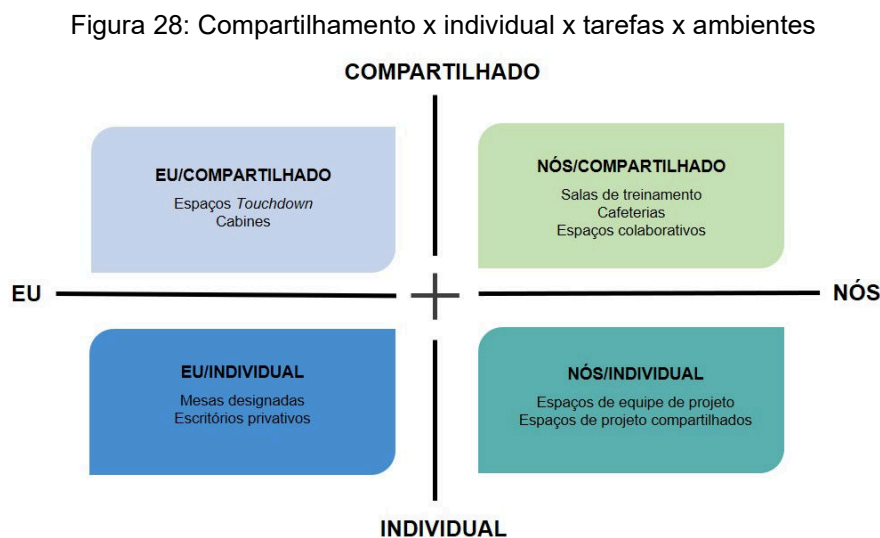 Figura 28: Compartilhamento x individual x tarefas x ambientes
COMPARTILHADO
EU/COMPARTILHADO
Espaços Touchdown
Cabines
NÓS/COMPARTILHADO
Salas de treinamento
Cafeterias
Espaços colaborativos
EU
NÓS
EU/INDIVIDUAL
Mesas designadas
Escritórios privativos
NÓS/INDIVIDUAL
Espaços de equipe de projeto
Espaços de projeto compartilhados
INDIVIDUAL